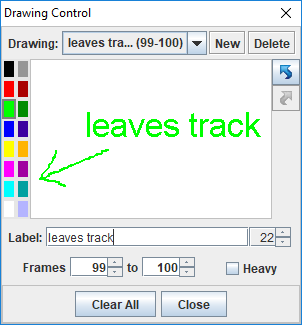 Drawing Control
Drawing: leaves tra... (99-100) New Delete
leaves track
Label: leaves track 22
Frames 99 to 100 Heavy
Clear All Close